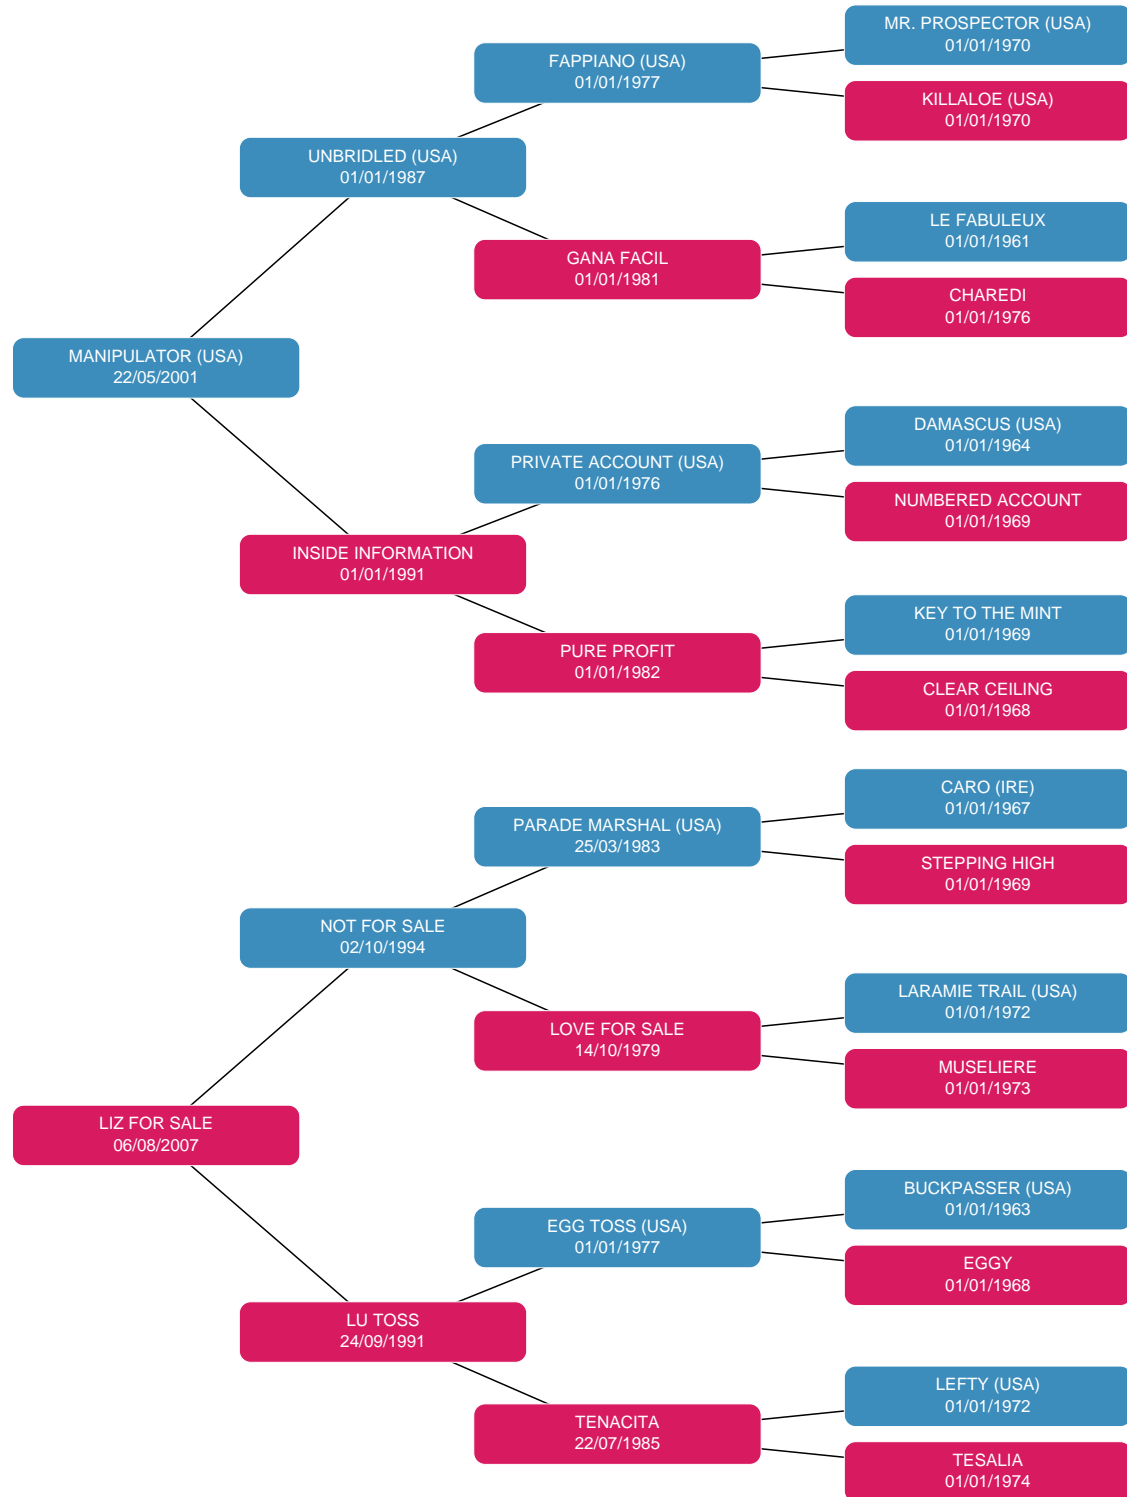 MR. PROSPECTOR (USA)
01/01/1970
FAPPIANO (USA)
01/01/1977
KILLALOE (USA)
01/01/1970
UNBRIDLED (USA)
01/01/1987
LE FABULEUX
01/01/1961
GANA FACIL
01/01/1981
CHAREDI
01/01/1976
MANIPULATOR (USA)
22/05/2001
DAMASCUS (USA)
01/01/1964
PRIVATE ACCOUNT (USA)
01/01/1976
NUMBERED ACCOUNT
01/01/1969
INSIDE INFORMATION
01/01/1991
KEY TO THE MINT
01/01/1969
PURE PROFIT
01/01/1982
CLEAR CEILING
01/01/1968
CARO (IRE)
01/01/1967
PARADE MARSHAL (USA)
25/03/1983
STEPPING HIGH
01/01/1969
NOT FOR SALE
02/10/1994
LARAMIE TRAIL (USA)
01/01/1972
LOVE FOR SALE
14/10/1979
MUSELIERE
01/01/1973
LIZ FOR SALE
06/08/2007
BUCKPASSER (USA)
01/01/1963
EGG TOSS (USA)
01/01/1977
EGGY
01/01/1968
LU TOSS
24/09/1991
LEFTY (USA)
01/01/1972
TENACITA
22/07/1985
TESALIA
01/01/1974